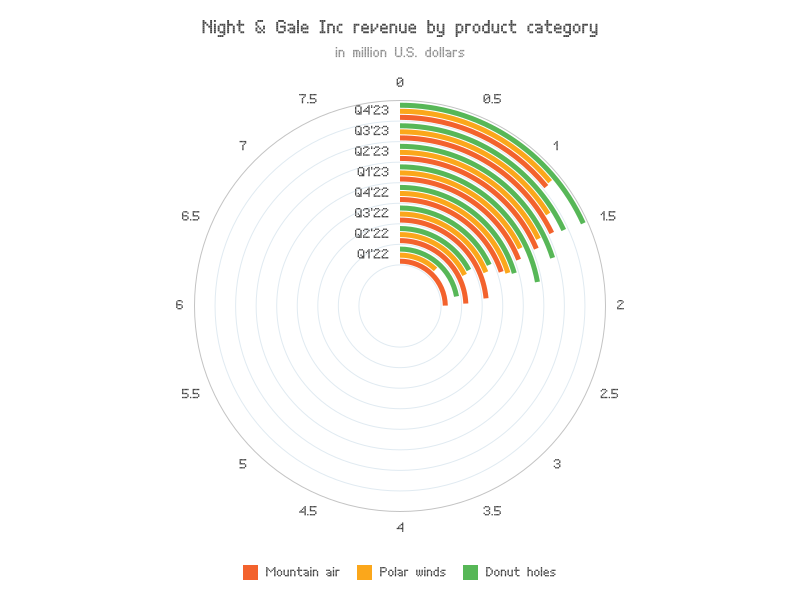 Night & Gale Inc revenue by product category
in million U.S. dollars
0
7.5
0.5
Q4'23
Q3'23
7
1
Q2'23
Q1'23
Q4'22
Q3'22
6.5
1.5
Q2'22
Q1'22
6
2
5.5
2.5
5
3
4.5
3.5
4
Mountain air
Polar winds
Donut holes